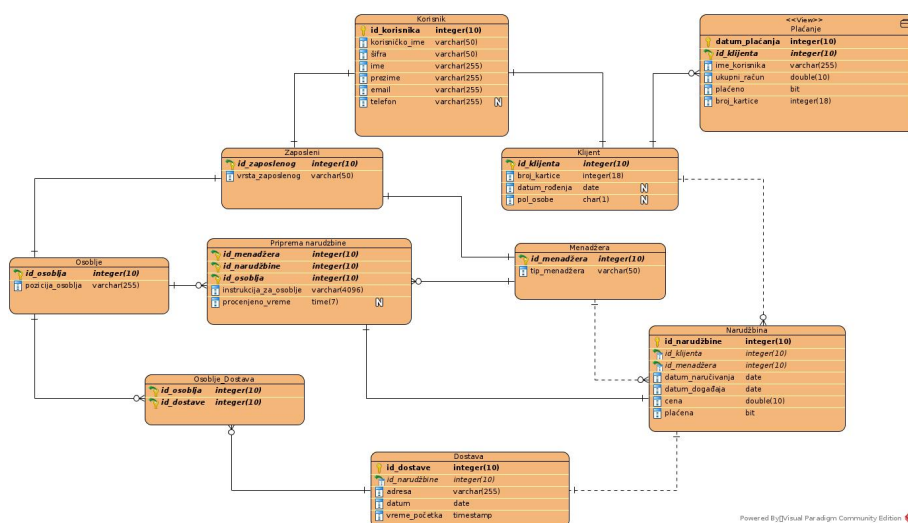 Korisnik
id_korisnika integer(10)
korisničko_ime varchar(50)
šifra varchar(50)
ime varchar(255)
prezime varchar(255)
email varchar(255)
telefon varchar(255) N
<<View>>
Plaćanje
datum_plaćanja integer(10)
id_klijenta integer(10)
ime_korisnika varchar(255)
ukupni_račun double(10)
plaćeno bit
broj_kartice integer(18)
Zaposleni
id_zaposlenog integer(10)
vrsta_zaposlenog varchar(50)
Klijent
id_klijenta integer(10)
broj_kartice integer(18)
datum_rođenja date N
pol_osobe char(1) N
Osoblje
id_osoblja integer(10)
pozicija_osoblja varchar(255)
Priprema narudzbine
id_menadžera integer(10)
id_narudžbine integer(10)
id_osoblja integer(10)
instrukcija_za_osoblje varchar(4096)
procenjeno_vreme time(7) N
Menadžera
id_menadžera integer(10)
tip_menadžera varchar(50)
Narudžbina
id_narudžbine integer(10)
id_klijenta integer(10)
id_menadžera integer(10)
datum_naručivanja date
datum_događaja date
cena double(10)
plaćena bit
Osoblje_Dostava
id_osoblja integer(10)
id_dostave integer(10)
Dostava
id_dostave integer(10)
id_narudžbine integer(10)
adresa varchar(255)
datum date
vreme_početka timestamp
Powered By Visual Paradigm Community Edition